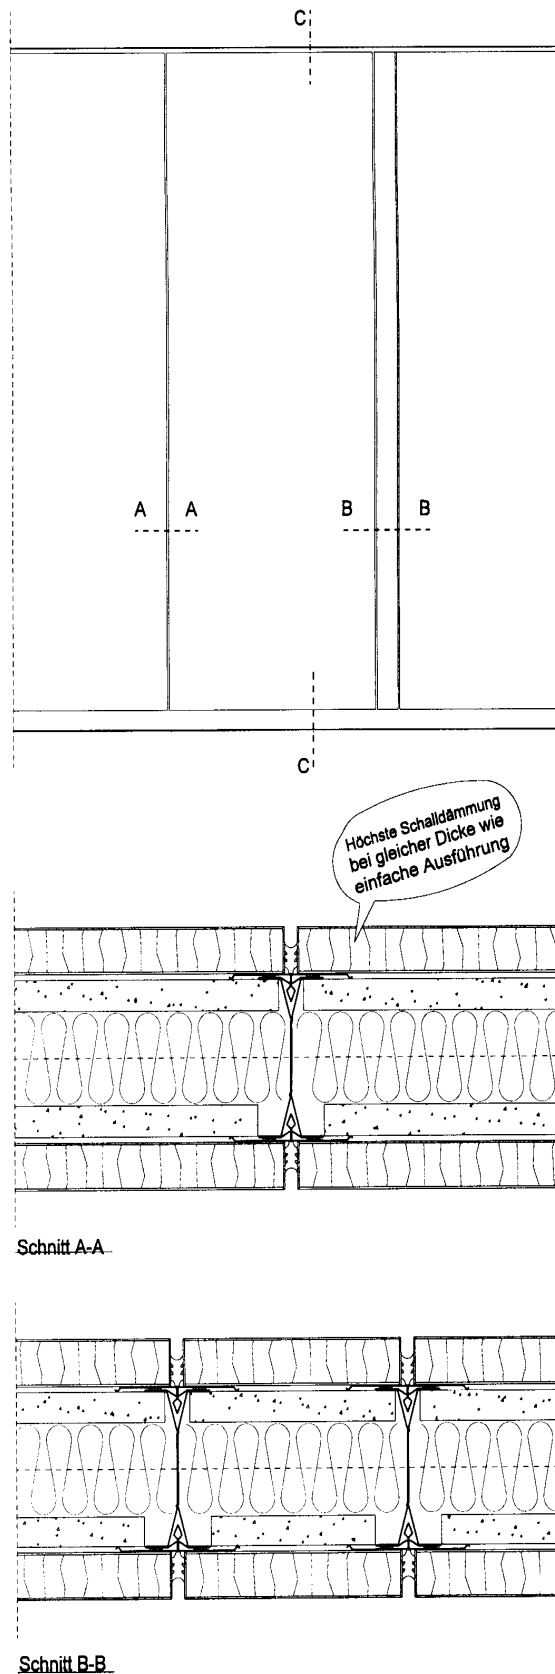 C
A A B B
C
Höchste Schalldämmung
bei gleicher Dicke wie
einfache Ausführung
Schnitt A-A
Schnitt B-B